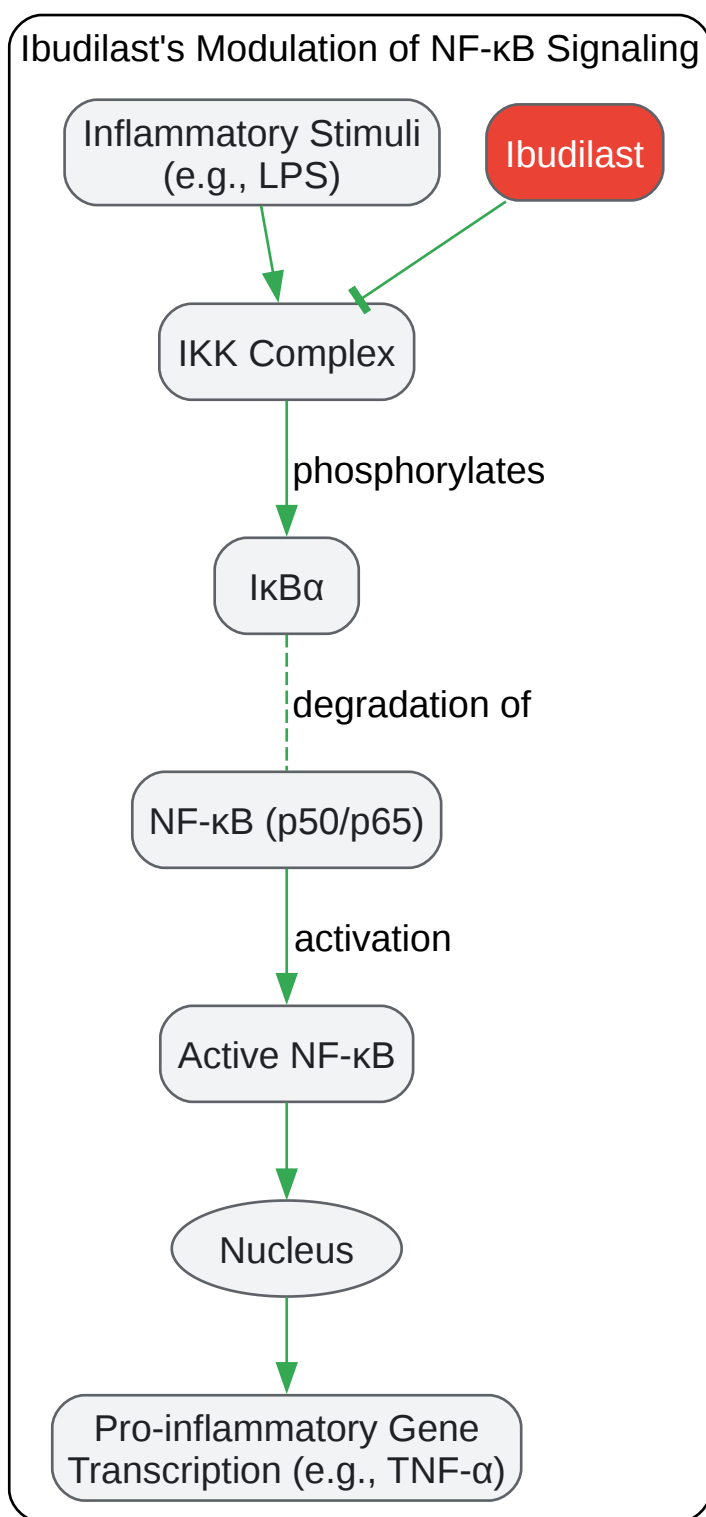 Ibudilast's Modulation of NF-κB Signaling
Inflammatory Stimuli
(e.g., LPS)
Ibudilast
IKK Complex
phosphorylates
IκBα
degradation of
NF-κB (p50/p65)
activation
Active NF-κB
Nucleus
Pro-inflammatory Gene
Transcription (e.g., TNF-α)